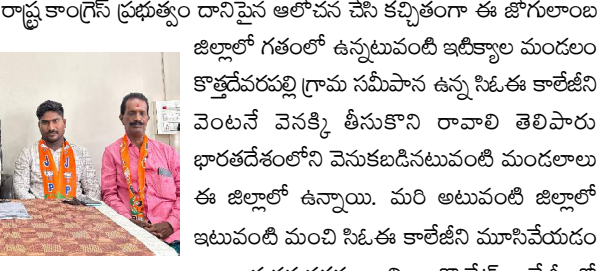 రాష్ట్ర కాంగ్రెస్ ప్రభుత్వం దానిపైన ఆలోచన చేసి కచ్చితంగా ఈ జోగులాంబ
జిల్లాలో గతంలో ఉన్నటువంటి ఇటిక్యాల మండలం
కొత్తదేవరపల్లి గ్రామ సమీపాన ఉన్న సిఓఈ కాలేజీని
వెంటనే వెనక్కి తీసుకొని రావాలి తెలిపారు
భారతదేశంలోని వెనుకబడినటువంటి మండలాలు
ఈ జిల్లాలో ఉన్నాయి. మరి అటువంటి జిల్లాలో
ఇటువంటి మంచి సిఓఈ కాలేజీని మూసివేయడం